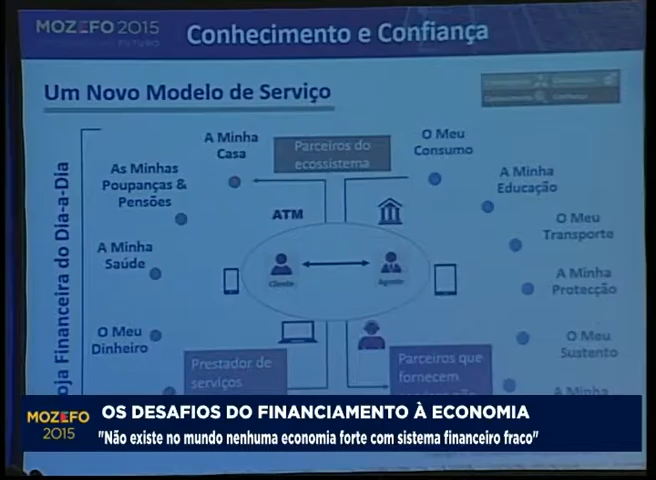 MOZEFO 2015
Conhecimento e Confiança
Um Novo Modelo de Serviço
A Minha
Casa
Parceiros do
ecossistema
O Meu
Consumo
As Minhas
Poupanças &
Pensões
A Minha
Educação
ATM
O Meu
Transporte
A Minha
Saúde
Cliente
Agente
A Minha
Protecção
O Meu
Dinheiro
O Meu
Sustento
Prestador de
serviços
Parceiros que
fornecem
A Minha
Financeira do Dia-a-Dia
MOZEFO
2015
OS DESAFIOS DO FINANCIAMENTO À ECONOMIA
"Não existe no mundo nenhuma economia forte com sistema financeiro fraco"